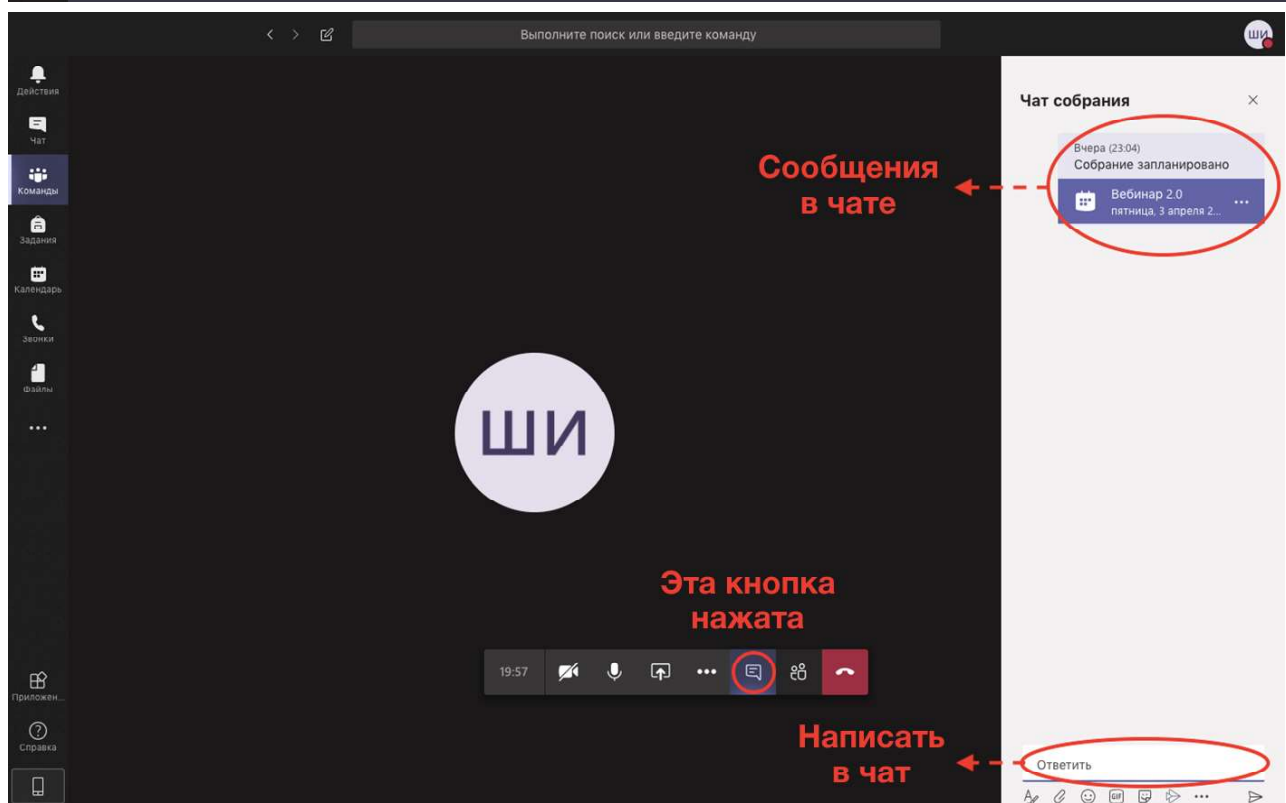 Выполните поиск или введите команду
ШИ
Действия
Чат
Команды
Задания
Календарь
Звонки
Файлы
Приложен...
Справка
Чат собрания
Вчера (23:04)
Собрание запланировано
Вебинар 2.0
пятница, 3 апреля 2...
Сообщения
в чате
ШИ
Эта кнопка
нажата
19:57
Написать
в чат
Ответить
GIF